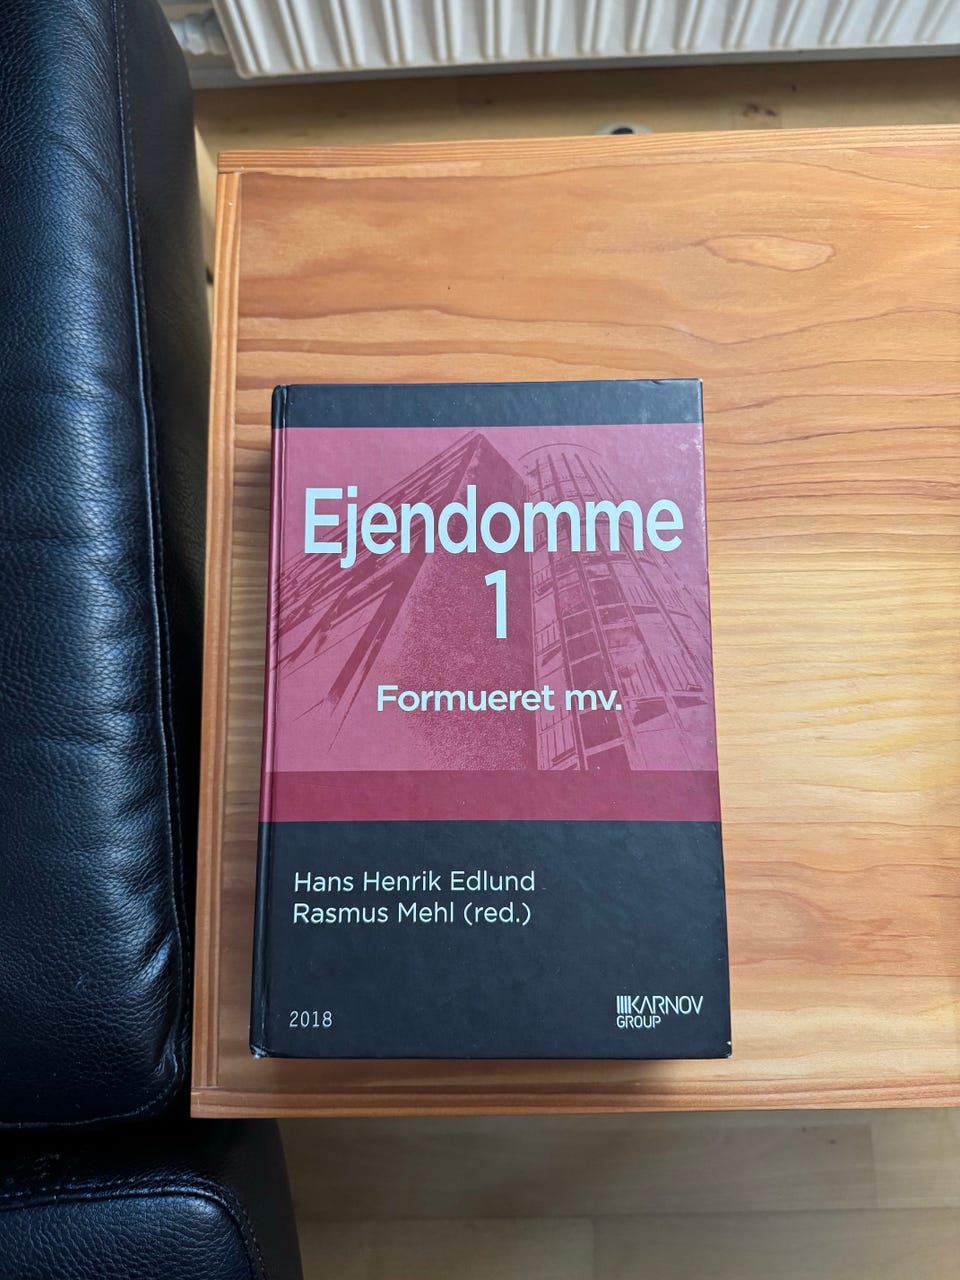 Ejendomme
1
Formueret mv.
Hans Henrik Edlund
Rasmus Mehl (red.)
2018
KARNOV
GROUP